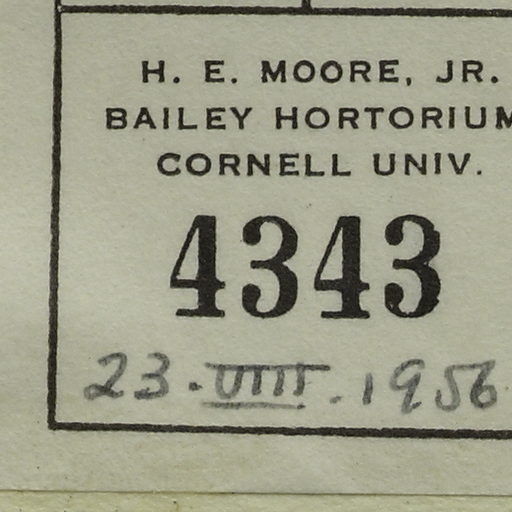 H. E. MOORE, JR.
BAILEY HORTORIUM
CORNELL UNIV.
4343
23.VIII.1956